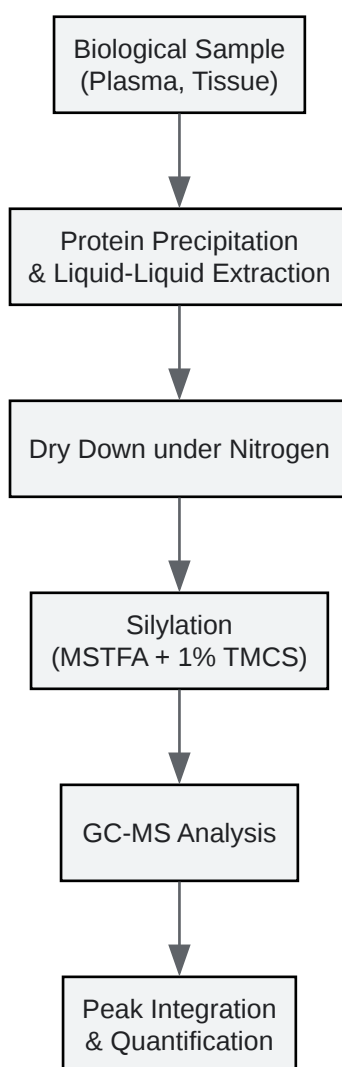 Biological Sample
(Plasma, Tissue)
Protein Precipitation
& Liquid-Liquid Extraction
Dry Down under Nitrogen
Silylation
(MSTFA + 1% TMCS)
GC-MS Analysis
Peak Integration
& Quantification